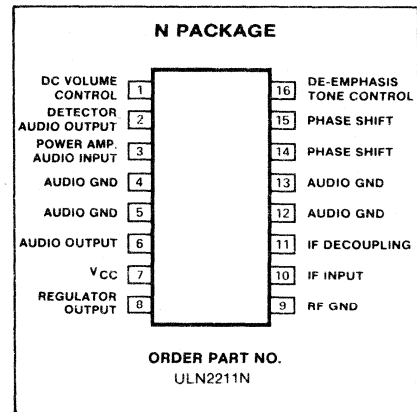 N PACKAGE
DC VOLUME
CONTROL
1
16
DE-EMPHASIS
TONE CONTROL
DETECTOR
AUDIO OUTPUT
2
15
PHASE SHIFT
POWER AMP.
AUDIO INPUT
3
14
PHASE SHIFT
AUDIO GND
4
13
AUDIO GND
AUDIO GND
5
12
AUDIO GND
AUDIO OUTPUT
6
11
IF DECOUPLING
VCC
7
10
IF INPUT
REGULATOR
OUTPUT
8
9
RF GND
ORDER PART NO.
ULN2211N